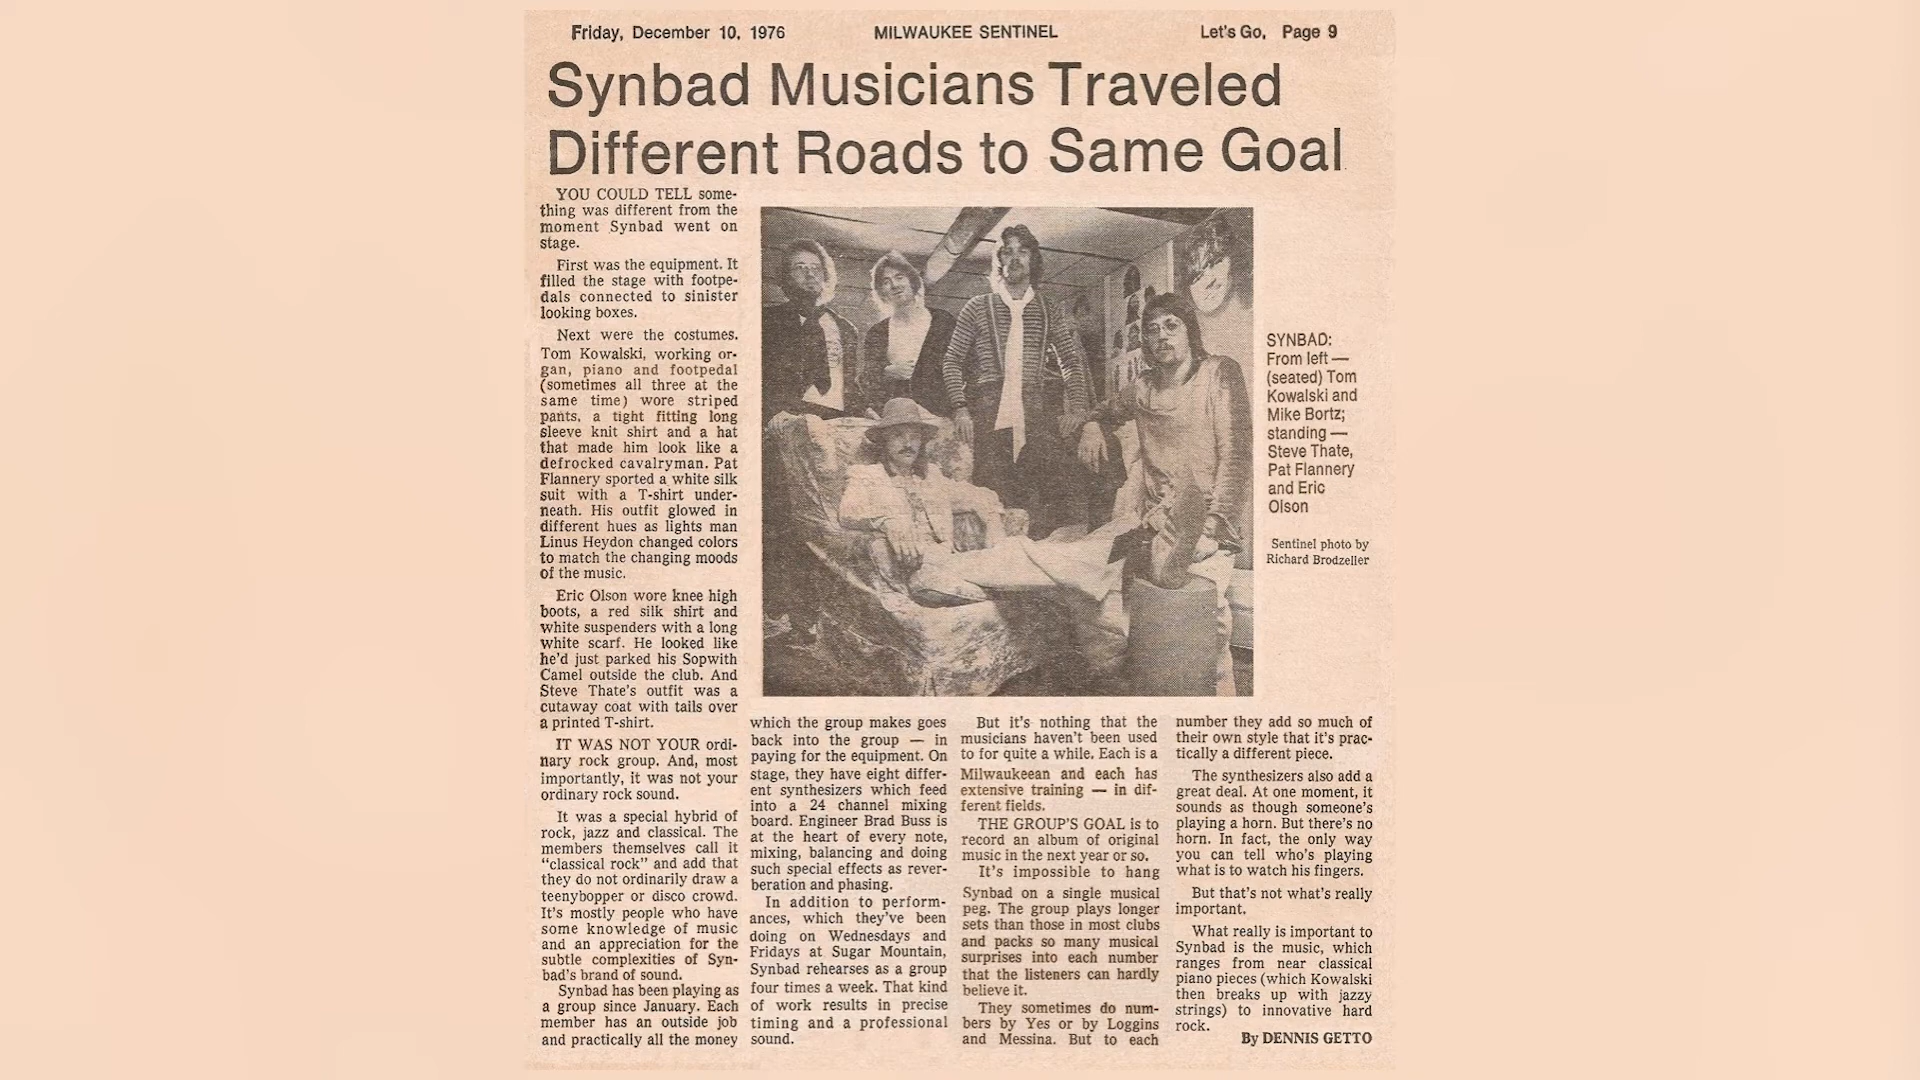 Friday, December 10, 1976
MILWAUKEE SENTINEL
Let's Go, Page 9
Synbad Musicians Traveled
Different Roads to Same Goal
YOU COULD TELL some-
thing was different from the
moment Synbad went on
stage.
First was the equipment. It
filled the stage with footpe-
dals connected to sinister
looking boxes.
Next were the costumes.
Tom Kowalski, working or-
gan, piano and footpedal
(sometimes all three at the
same time) wore striped
pants, a tight fitting long
sleeve knit shirt and a hat
that made him look like a
defrocked cavalryman. Pat
Flannery sported a white silk
suit with a T-shirt under-
neath. His outfit glowed in
different hues as lights man
Linus Heydon changed colors
to match the changing moods
of the music.
Eric Olson wore knee high
boots, a red silk shirt and
white suspenders with a long
white scarf. He looked like
he'd just parked his Sopwith
Camel outside the club. And
Steve Thate's outfit was a
cutaway coat with tails over
a printed T-shirt.
IT WAS NOT YOUR ordi-
nary rock group. And, most
importantly, it was not your
ordinary rock sound.
It was a special hybrid of
rock, jazz and classical. The
members themselves call it
"classical rock" and add that
they do not ordinarily draw a
teenybopper or disco crowd.
It's mostly people who have
some knowledge of music
and an appreciation for the
subtle complexities of Syn-
bad's brand of sound.
Synbad has been playing as
a group since January. Each
member has an outside job
and practically all the money
SYNBAD:
From left —
(seated) Tom
Kowalski and
Mike Bortz;
standing —
Steve Thate,
Pat Flannery
and Eric
Olson
Sentinel photo by
Richard Brodzeller
which the group makes goes
back into the group — in
paying for the equipment. On
stage, they have eight differ-
ent synthesizers which feed
into a 24 channel mixing
board. Engineer Brad Buss is
at the heart of every note,
mixing, balancing and doing
such special effects as rever-
beration and phasing.
In addition to perform-
ances, which they've been
doing on Wednesdays and
Fridays at Sugar Mountain,
Synbad rehearses as a group
four times a week. That kind
of work results in precise
timing and a professional
sound.
But it's nothing that the
musicians haven't been used
to for quite a while. Each is a
Milwaukeean and each has
extensive training — in dif-
ferent fields.
THE GROUP'S GOAL is to
record an album of original
music in the next year or so.
It's impossible to hang
Synbad on a single musical
peg. The group plays longer
sets than those in most clubs
and packs so many musical
surprises into each number
that the listeners can hardly
believe it.
They sometimes do num-
bers by Yes or by Loggins
and Messina. But to each
number they add so much of
their own style that it's prac-
tically a different piece.
The synthesizers also add a
great deal. At one moment, it
sounds as though someone's
playing a horn. But there's no
horn. In fact, the only way
you can tell who's playing
what is to watch his fingers.
But that's not what's really
important.
What really is important to
Synbad is the music, which
ranges from near classical
piano pieces (which Kowalski
then breaks up with jazzy
strings) to innovative hard
rock.
By DENNIS GETTO